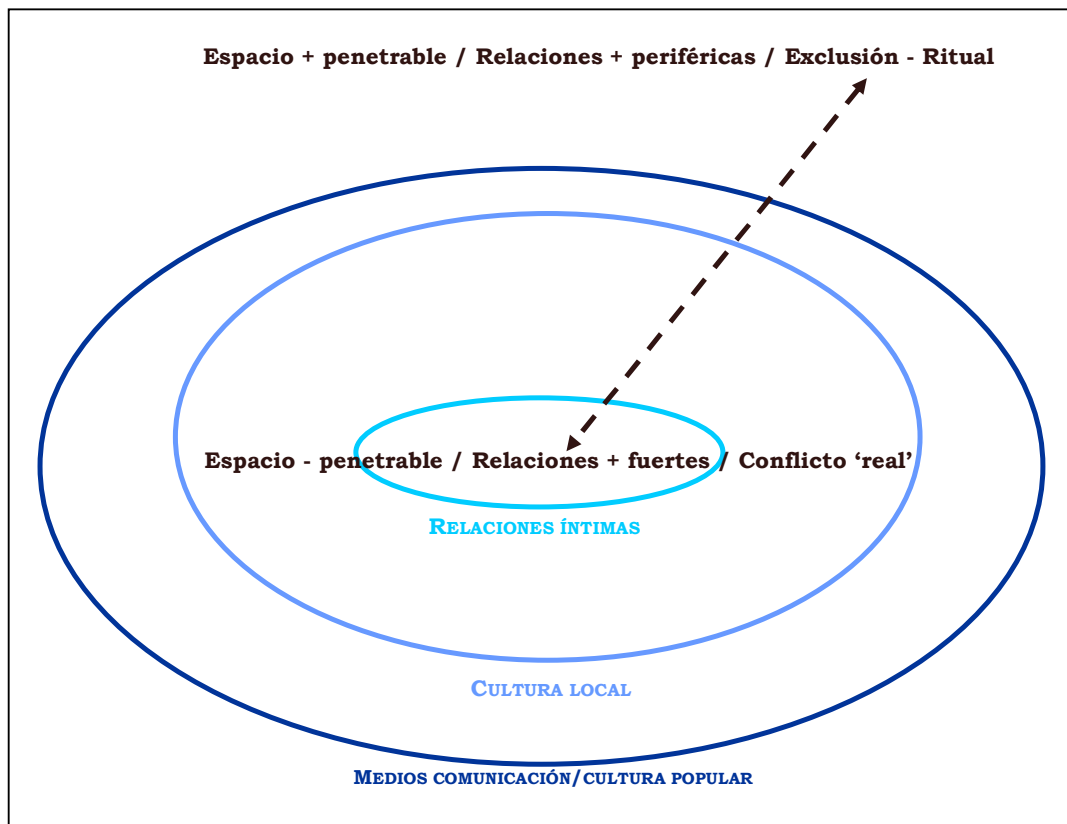 Espacio + penetrable / Relaciones + periféricas / Exclusión - Ritual
Espacio - penetrable / Relaciones + fuertes / Conflicto ‘real’
RELACIONES ÍNTIMAS
CULTURA LOCAL
MEDIOS COMUNICACIÓN/CULTURA POPULAR